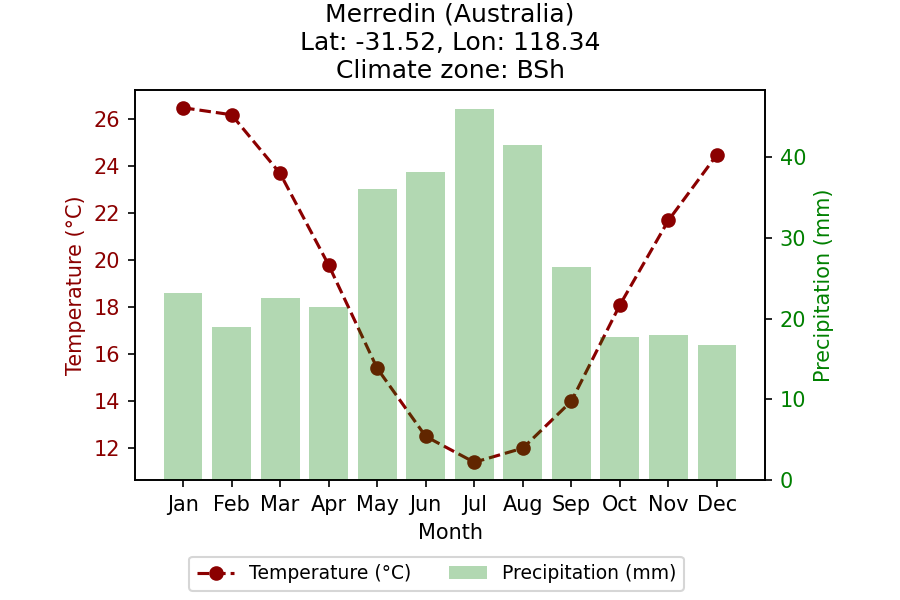 Merredin (Australia)
Lat: -31.52, Lon: 118.34
Climate zone: BSh
Temperature (°C)
26
24
22
20
18
16
14
12
40
30
20
10
0
Precipitation (mm)
Jan Feb Mar Apr May Jun Jul Aug Sep Oct Nov Dec
Month
Temperature (°C) Precipitation (mm)